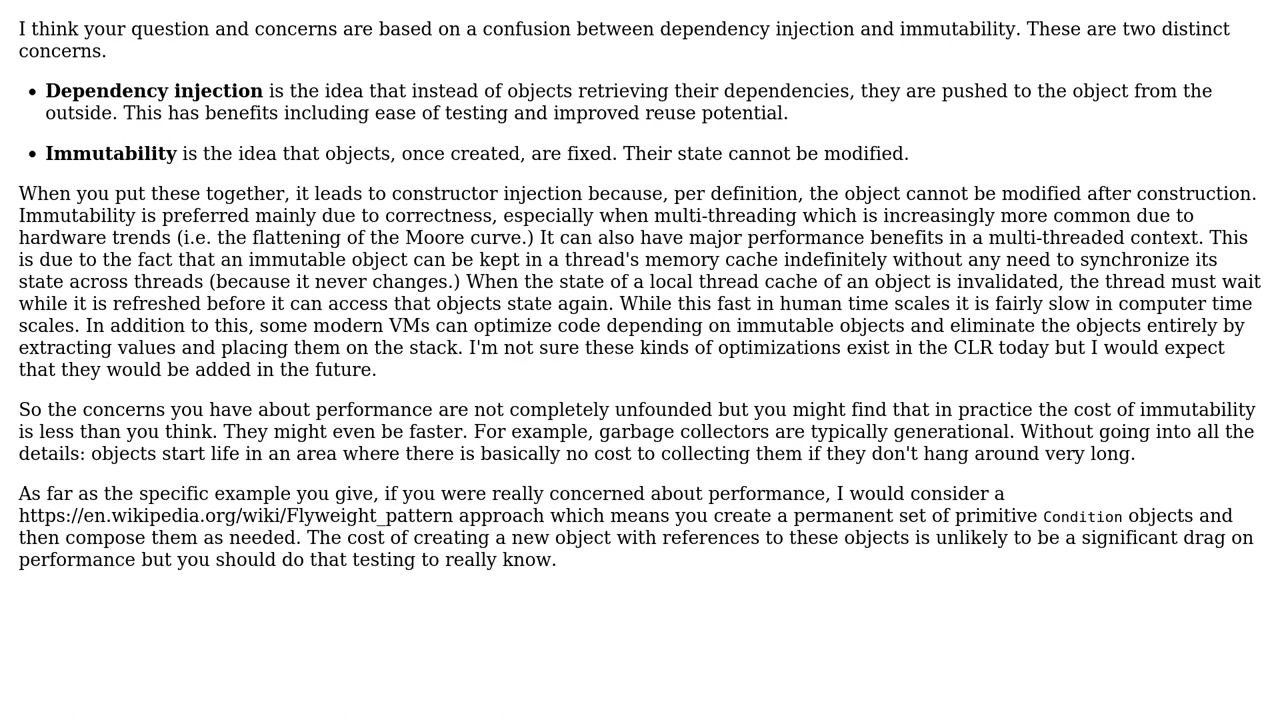 I think your question and concerns are based on a confusion between dependency injection and immutability. These are two distinct
concerns.
• Dependency injection is the idea that instead of objects retrieving their dependencies, they are pushed to the object from the
outside. This has benefits including ease of testing and improved reuse potential.
• Immutability is the idea that objects, once created, are fixed. Their state cannot be modified.
When you put these together, it leads to constructor injection because, per definition, the object cannot be modified after construction.
Immutability is preferred mainly due to correctness, especially when multi-threading which is increasingly more common due to
hardware trends (i.e. the flattening of the Moore curve.) It can also have major performance benefits in a multi-threaded context. This
is due to the fact that an immutable object can be kept in a thread's memory cache indefinitely without any need to synchronize its
state across threads (because it never changes.) When the state of a local thread cache of an object is invalidated, the thread must wait
while it is refreshed before it can access that objects state again. While this fast in human time scales it is fairly slow in computer time
scales. In addition to this, some modern VMs can optimize code depending on immutable objects and eliminate the objects entirely by
extracting values and placing them on the stack. I'm not sure these kinds of optimizations exist in the CLR today but I would expect
that they would be added in the future.
So the concerns you have about performance are not completely unfounded but you might find that in practice the cost of immutability
is less than you think. They might even be faster. For example, garbage collectors are typically generational. Without going into all the
details: objects start life in an area where there is basically no cost to collecting them if they don't hang around very long.
As far as the specific example you give, if you were really concerned about performance, I would consider a
https://en.wikipedia.org/wiki/Flyweight_pattern approach which means you create a permanent set of primitive Condition objects and
then compose them as needed. The cost of creating a new object with references to these objects is unlikely to be a significant drag on
performance but you should do that testing to really know.